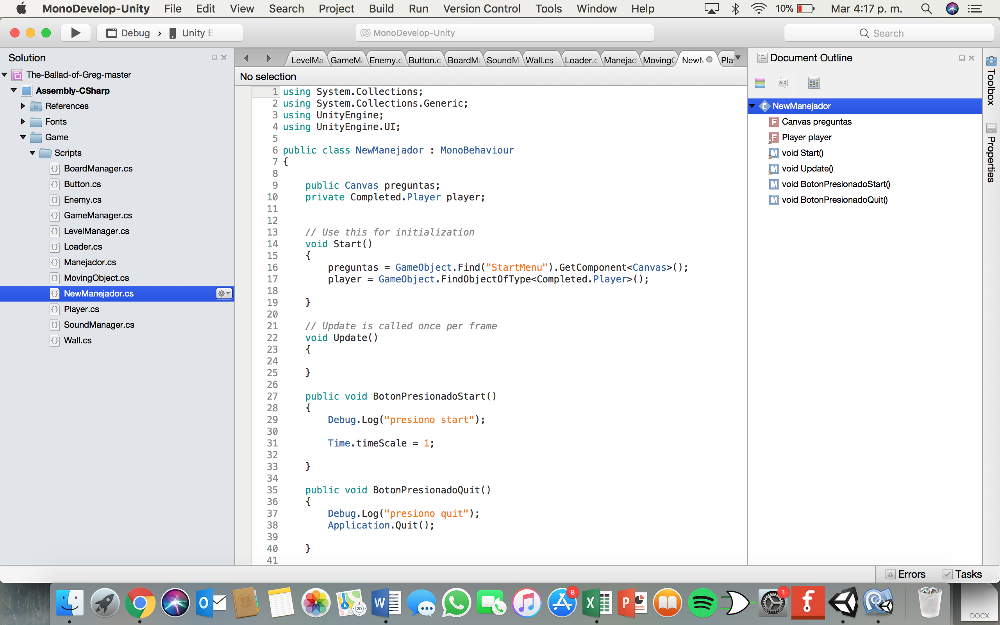 MonoDevelop-Unity File Edit View Search Project Build Run Version Control Tools Window Help 10% Mar 4:17 p. m.
Debug › Unity E
MonoDevelop-Unity
Search
Solution
The-Ballad-of-Greg-master
Assembly-CSharp
References
Fonts
Game
Scripts
BoardManager.cs
Button.cs
Enemy.cs
GameManager.cs
LevelManager.cs
Loader.cs
Manejador.cs
MovingObject.cs
NewManejador.cs
Player.cs
SoundManager.cs
Wall.cs
LevelMa GameMa Enemy.c Button.c BoardMa SoundM Wall.cs Loader.c Manejad MovingO NewM Play
No selection
1 using System.Collections;
2 using System.Collections.Generic;
3 using UnityEngine;
4 using UnityEngine.UI;
5
6 public class NewManejador : MonoBehaviour
7 {
8
9 public Canvas preguntas;
10 private Completed.Player player;
11
12
13 // Use this for initialization
14 void Start()
15 {
16 preguntas = GameObject.Find("StartMenu").GetComponent<Canvas>();
17 player = GameObject.FindObjectOfType<Completed.Player>();
18
19 }
20
21 // Update is called once per frame
22 void Update()
23 {
24
25 }
26
27 public void BotonPresionadoStart()
28 {
29 Debug.Log("presiono start");
30
31 Time.timeScale = 1;
32
33 }
34
35 public void BotonPresionadoQuit()
36 {
37 Debug.Log("presiono quit");
38 Application.Quit();
39
40 }
41
Document Outline
a-z
C NewManejador
F Canvas preguntas
F Player player
M void Start()
M void Update()
M void BotonPresionadoStart()
M void BotonPresionadoQuit()
Toolbox
Properties
Errors Tasks
8
1
3D
DOCX